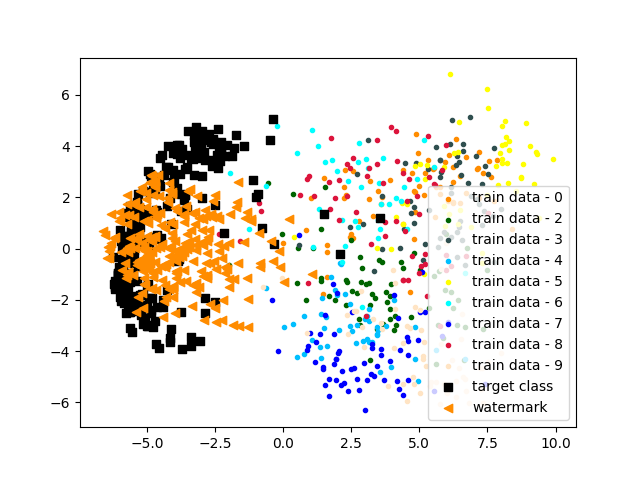 6
4
2
0
−2
−4
−6
−5.0
−2.5
0.0
2.5
5.0
7.5
10.0
train data - 0
train data - 2
train data - 3
train data - 4
train data - 5
train data - 6
train data - 7
train data - 8
train data - 9
target class
watermark